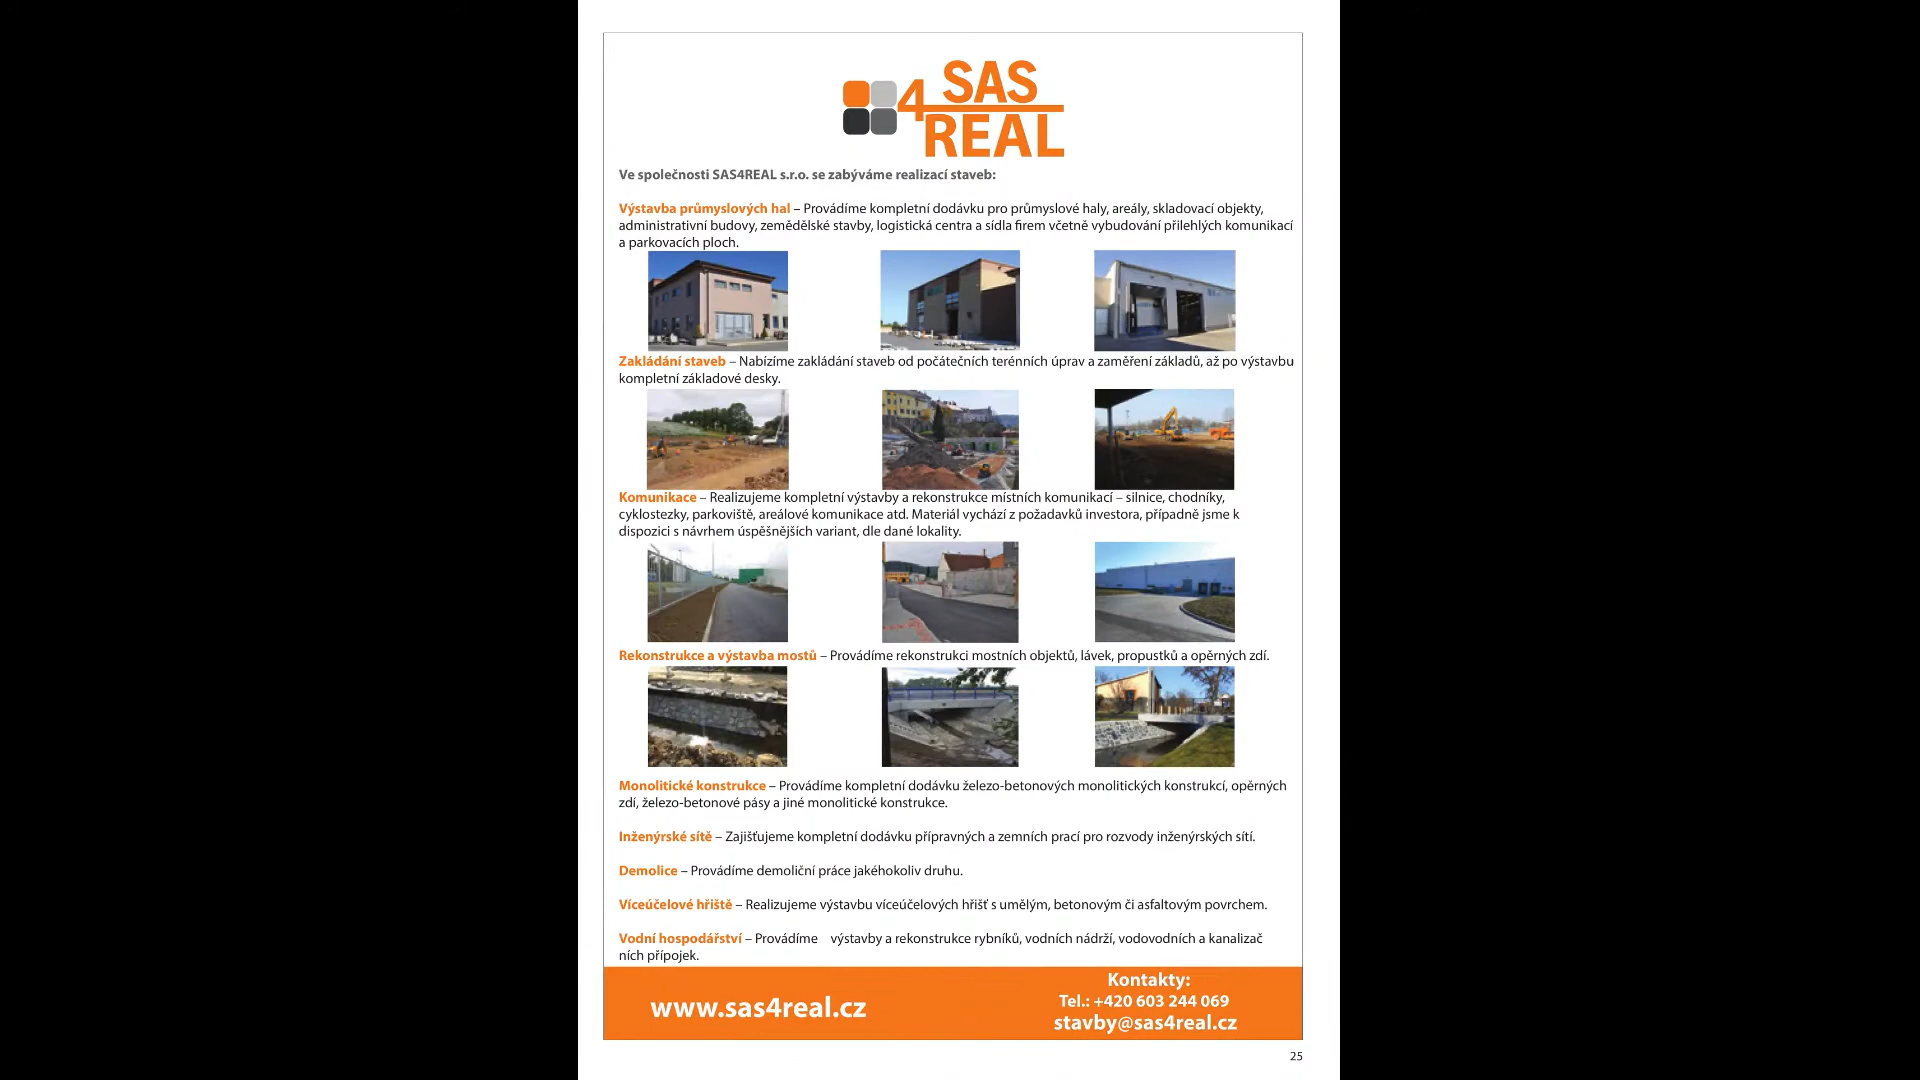 4 SAS
REAL
Ve společnosti SAS4REAL s.r.o. se zabýváme realizací staveb:
Výstavba průmyslových hal – Provádíme kompletní dodávku pro průmyslové haly, areály, skladovací objekty,
administrativní budovy, zemědělské stavby, logistická centra a sídla firem včetně vybudování přilehlých komunikací
a parkovacích ploch.
Zakládání staveb – Nabízíme zakládání staveb od počátečních terénních úprav a zaměření základů, až po výstavbu
kompletní základové desky.
Komunikace – Realizujeme kompletní výstavby a rekonstrukce místních komunikací – silnice, chodníky,
cyklostezky, parkoviště, areálové komunikace atd. Materiál vychází z požadavků investora, případně jsme k
dispozici s návrhem úspěšnějších variant, dle dané lokality.
Rekonstrukce a výstavba mostů – Provádíme rekonstrukci mostních objektů, lávek, propustků a opěrných zdí.
Monolitické konstrukce – Provádíme kompletní dodávku železo-betonových monolitických konstrukcí, opěrných
zdí, železo-betonové pásy a jiné monolitické konstrukce.
Inženýrské sítě – Zajišťujeme kompletní dodávku přípravných a zemních prací pro rozvody inženýrských sítí.
Demolice – Provádíme demoliční práce jakéhokoliv druhu.
Víceúčelové hřiště – Realizujeme výstavbu víceúčelových hřišť s umělým, betonovým či asfaltovým povrchem.
Vodní hospodářství – Provádíme výstavby a rekonstrukce rybníků, vodních nádrží, vodovodních a kanalizač
ních přípojek.
www.sas4real.cz
Kontakty:
Tel.: +420 603 244 069
stavby@sas4real.cz
25